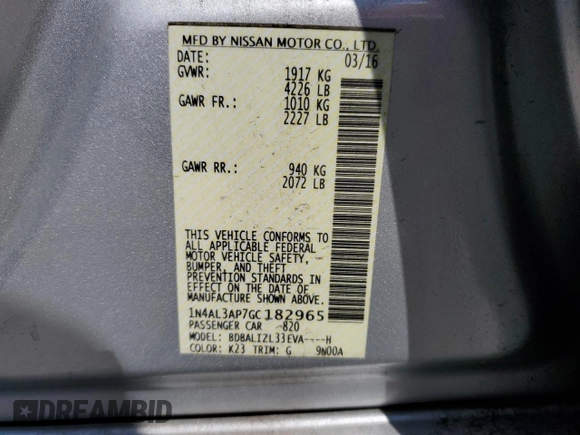 MFD BY NISSAN MOTOR CO., LTD.
DATE: 03/16
GVWR: 1917 KG
4226 LB
GAWR FR.: 1010 KG
2227 LB
GAWR RR.: 940 KG
2072 LB
THIS VEHICLE CONFORMS TO
ALL APPLICABLE FEDERAL
MOTOR VEHICLE SAFETY,
BUMPER, AND THEFT
PREVENTION STANDARDS IN
EFFECT ON THE DATE OF
MANUFACTURE SHOWN ABOVE.
1N4AL3AP7GC182965
PASSENGER CAR 820
MODEL: BDBALIZL33EVA----H
COLOR: K23 TRIM: G 9N00A
DREAMBID